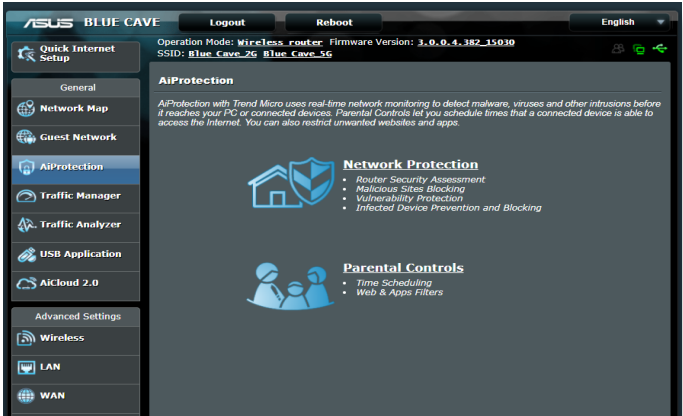 ASUS BLUE CAVE
Logout
Reboot
English
Quick Internet
Setup
Operation Mode: Wireless router Firmware Version: 3.0.0.4.382_15030
SSID: Blue Cave_2G Blue Cave_5G
General
Network Map
Guest Network
AiProtection
Traffic Manager
Traffic Analyzer
USB Application
AiCloud 2.0
Advanced Settings
Wireless
LAN
WAN
AiProtection
AiProtection with Trend Micro uses real-time network monitoring to detect malware, viruses and other intrusions before
it reaches your PC or connected devices. Parental Controls let you schedule times that a connected device is able to
access the Internet. You can also restrict unwanted websites and apps.
Network Protection
• Router Security Assessment
• Malicious Sites Blocking
• Vulnerability Protection
• Infected Device Prevention and Blocking
Parental Controls
• Time Scheduling
• Web & Apps Filters